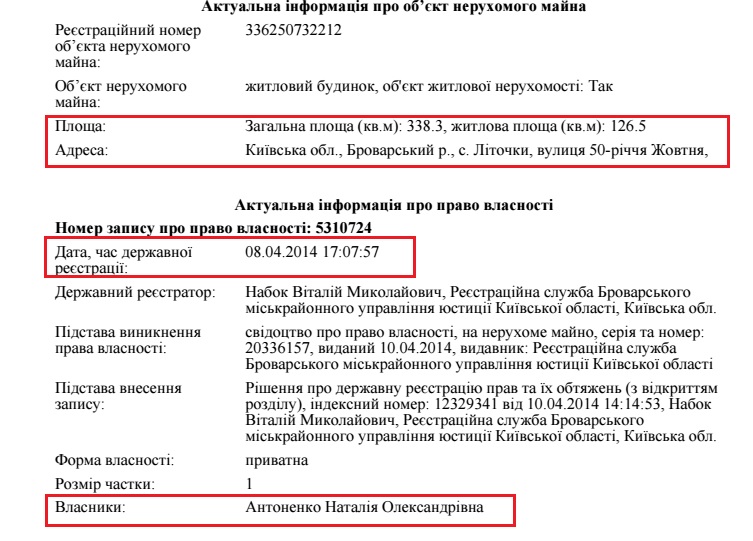 Актуальна інформація про об’єкт нерухомого майна
Реєстраційний номер 336250732212
об’єкта нерухомого
майна:
Об’єкт нерухомого житловий будинок, об'єкт житлової нерухомості: Так
майна:
Площа: Загальна площа (кв.м): 338.3, житлова площа (кв.м): 126.5
Адреса: Київська обл., Броварський р., с. Літочки, вулиця 50-річчя Жовтня,
Актуальна інформація про право власності
Номер запису про право власності: 5310724
Дата, час державної 08.04.2014 17:07:57
реєстрації:
Державний реєстратор: Набок Віталій Миколайович, Реєстраційна служба Броварського
міськрайонного управління юстиції Київської області, Київська обл.
Підстава виникнення свідоцтво про право власності, на нерухоме майно, серія та номер:
права власності: 20336157, виданий 10.04.2014, видавник: Реєстраційна служба
Броварського міськрайонного управління юстиції Київської області
Підстава внесення Рішення про державну реєстрацію прав та їх обтяжень (з відкриттям
запису: розділу), індексний номер: 12329341 від 10.04.2014 14:14:53, Набок
Віталій Миколайович, Реєстраційна служба Броварського
міськрайонного управління юстиції Київської області, Київська обл.
Форма власності: приватна
Розмір частки: 1
Власники: Антоненко Наталія Олександрівна